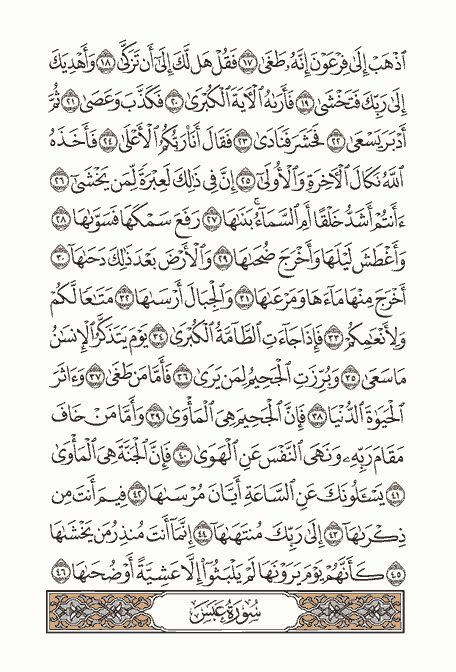 ٱذۡهَبۡ إِلَىٰ فِرۡعَوۡنَ إِنَّهُۥ طَغَىٰ ١٧ فَقُلۡ هَل لَّكَ إِلَىٰٓ أَن تَزَكَّىٰ ١٨ وَأَهۡدِيَكَ
إِلَىٰ رَبِّكَ فَتَخۡشَىٰ ١٩ فَأَرَىٰهُ ٱلۡأٓيَةَ ٱلۡكُبۡرَىٰ ٢٠ فَكَذَّبَ وَعَصَىٰ ٢١ ثُمَّ
أَدۡبَرَ يَسۡعَىٰ ٢٢ فَحَشَرَ فَنَادَىٰ ٢٣ فَقَالَ أَنَا۠ رَبُّكُمُ ٱلۡأَعۡلَىٰ ٢٤ فَأَخَذَهُ
ٱللَّهُ نَكَالَ ٱلۡأٓخِرَةِ وَٱلۡأُولَىٰٓ ٢٥ إِنَّ فِي ذَٰلِكَ لَعِبۡرَةٗ لِّمَن يَخۡشَىٰٓ ٢٦
ءَأَنتُمۡ أَشَدُّ خَلۡقًا أَمِ ٱلسَّمَآءُۚ بَنَىٰهَا ٢٧ رَفَعَ سَمۡكَهَا فَسَوَّىٰهَا ٢٨
وَأَغۡطَشَ لَيۡلَهَا وَأَخۡرَجَ ضُحَىٰهَا ٢٩ وَٱلۡأَرۡضَ بَعۡدَ ذَٰلِكَ دَحَىٰهَآ ٣٠
أَخۡرَجَ مِنۡهَا مَآءَهَا وَمَرۡعَىٰهَا ٣١ وَٱلۡجِبَالَ أَرۡسَىٰهَا ٣٢ مَتَٰعٗا لَّكُمۡ
وَلِأَنۡعَٰمِكُمۡ ٣٣ فَإِذَا جَآءَتِ ٱلطَّآمَّةُ ٱلۡكُبۡرَىٰ ٣٤ يَوۡمَ يَتَذَكَّرُ ٱلۡإِنسَٰنُ
مَا سَعَىٰ ٣٥ وَبُرِّزَتِ ٱلۡجَحِيمُ لِمَن يَرَىٰ ٣٦ فَأَمَّا مَن طَغَىٰ ٣٧ وَءَاثَرَ
ٱلۡحَيَوٰةَ ٱلدُّنۡيَا ٣٨ فَإِنَّ ٱلۡجَحِيمَ هِيَ ٱلۡمَأۡوَىٰ ٣٩ وَأَمَّا مَنۡ خَافَ
مَقَامَ رَبِّهِۦ وَنَهَى ٱلنَّفۡسَ عَنِ ٱلۡهَوَىٰ ٤٠ فَإِنَّ ٱلۡجَنَّةَ هِيَ ٱلۡمَأۡوَىٰ
٤١ يَسۡـَٔلُونَكَ عَنِ ٱلسَّاعَةِ أَيَّانَ مُرۡسَىٰهَا ٤٢ فِيمَ أَنتَ مِن
ذِكۡرَىٰهَآ ٤٣ إِلَىٰ رَبِّكَ مُنتَهَىٰهَآ ٤٤ إِنَّمَآ أَنتَ مُنذِرُ مَن يَخۡشَىٰهَا
٤٥ كَأَنَّهُمۡ يَوۡمَ يَرَوۡنَهَا لَمۡ يَلۡبَثُوٓاْ إِلَّا عَشِيَّةً أَوۡ ضُحَىٰهَا ٤٦
سُورَةُ عَبَسَ